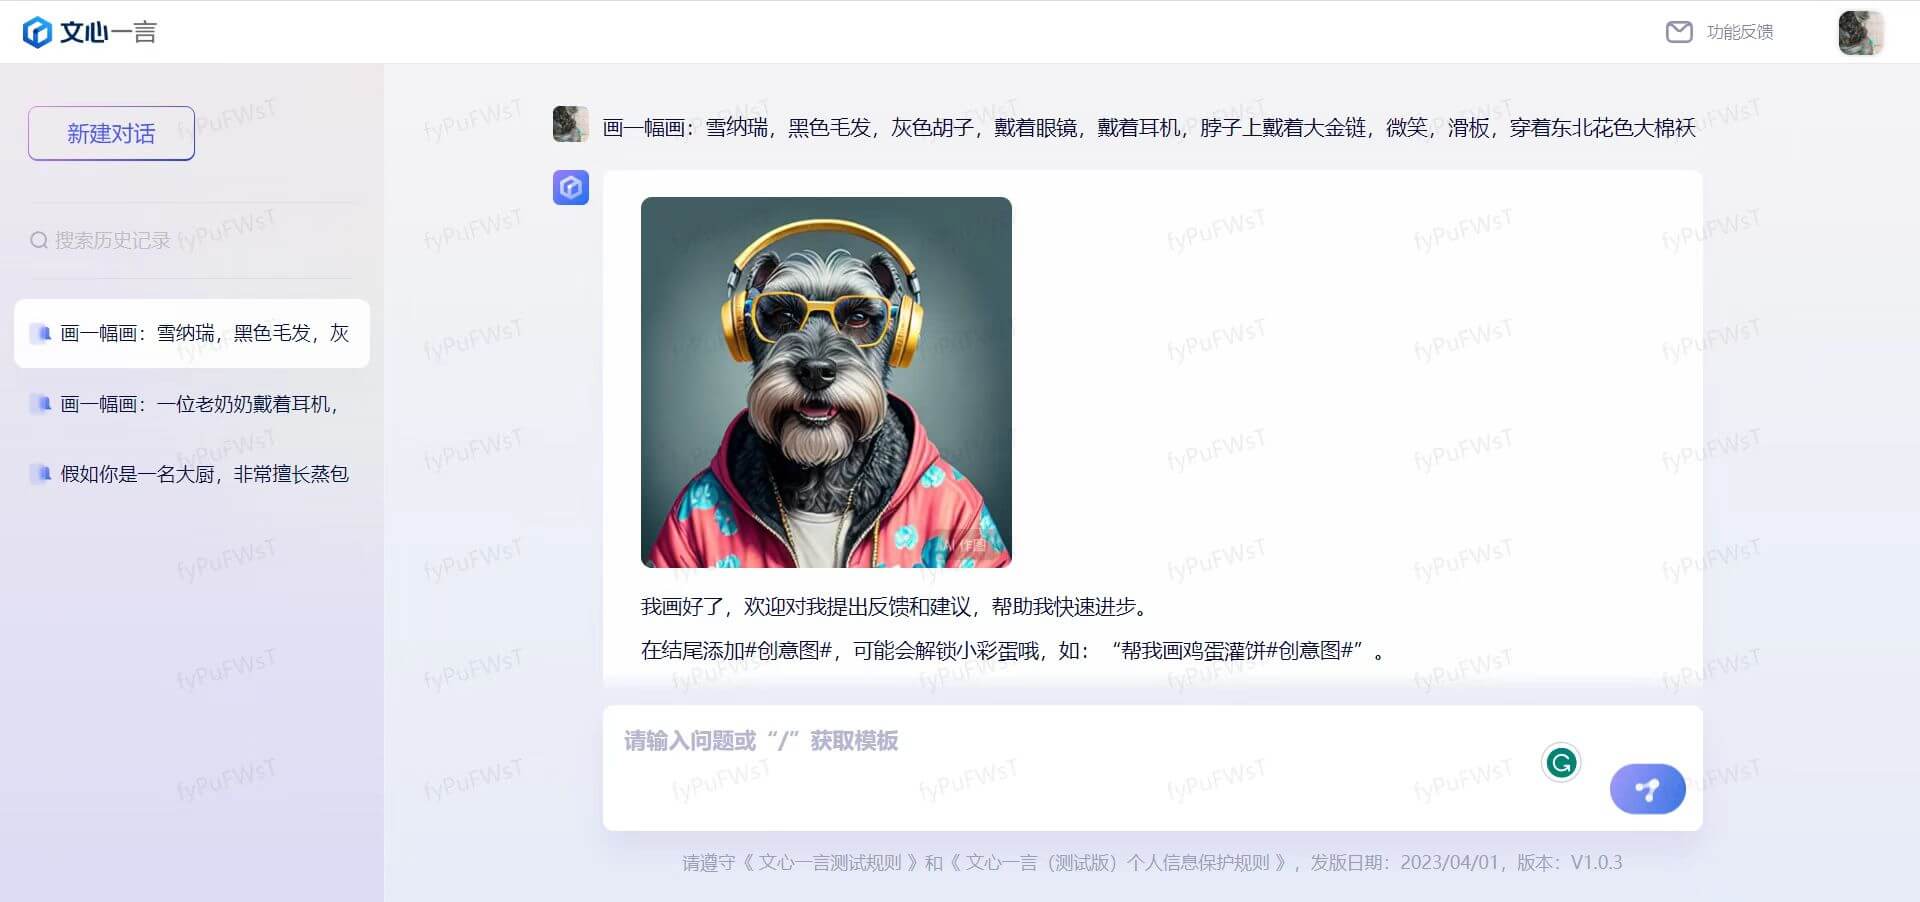 文心一言
功能反馈
新建对话
搜索历史记录
画一幅画：雪纳瑞，黑色毛发，灰
画一幅画：一位老奶奶戴着耳机，
假如你是一名大厨，非常擅长蒸包
画一幅画：雪纳瑞，黑色毛发，灰色胡子，戴着眼镜，戴着耳机，脖子上戴着大金链，微笑，滑板，穿着东北花色大棉袄
AI 作图
我画好了，欢迎对我提出反馈和建议，帮助我快速进步。
在结尾添加#创意图#，可能会解锁小彩蛋哦，如：“帮我画鸡蛋灌饼#创意图#”。
请输入问题或“/”获取模板
请遵守《 文心一言测试规则 》和《 文心一言（测试版）个人信息保护规则 》，发版日期：2023/04/01，版本：V1.0.3
fyPuFWsT